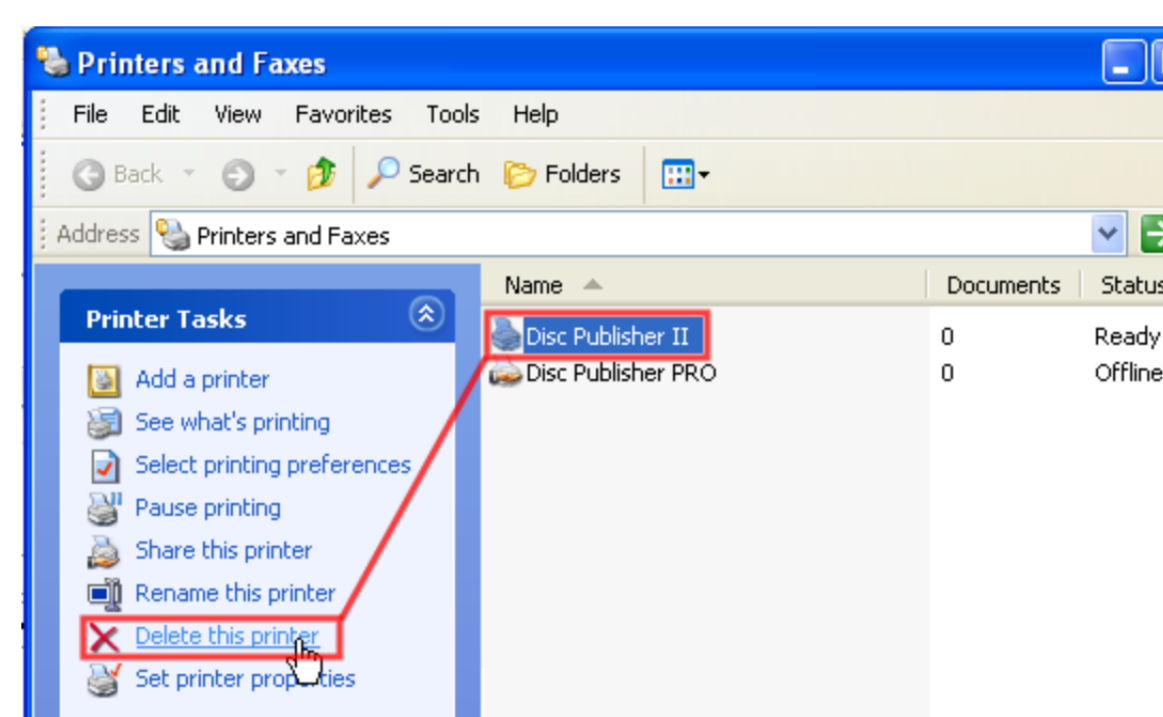 Printers and Faxes
File Edit View Favorites Tools Help
Back Search Folders
Address Printers and Faxes
Name Documents Status
Printer Tasks
Disc Publisher II 0 Ready
Disc Publisher PRO 0 Offline
Add a printer
See what's printing
Select printing preferences
Pause printing
Share this printer
Rename this printer
Delete this printer
Set printer properties